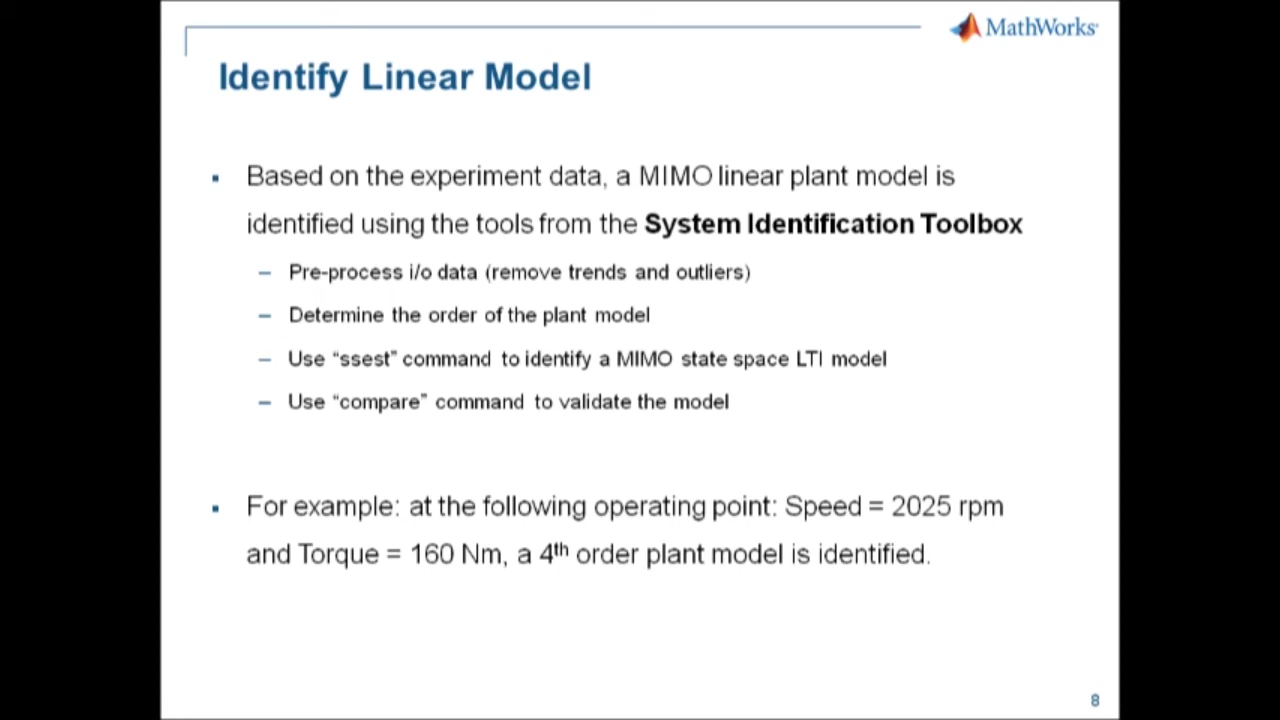 MathWorks
Identify Linear Model
▪ Based on the experiment data, a MIMO linear plant model is
identified using the tools from the System Identification Toolbox
– Pre-process i/o data (remove trends and outliers)
– Determine the order of the plant model
– Use “ssest” command to identify a MIMO state space LTI model
– Use “compare” command to validate the model
▪ For example: at the following operating point: Speed = 2025 rpm
and Torque = 160 Nm, a 4th order plant model is identified.
8